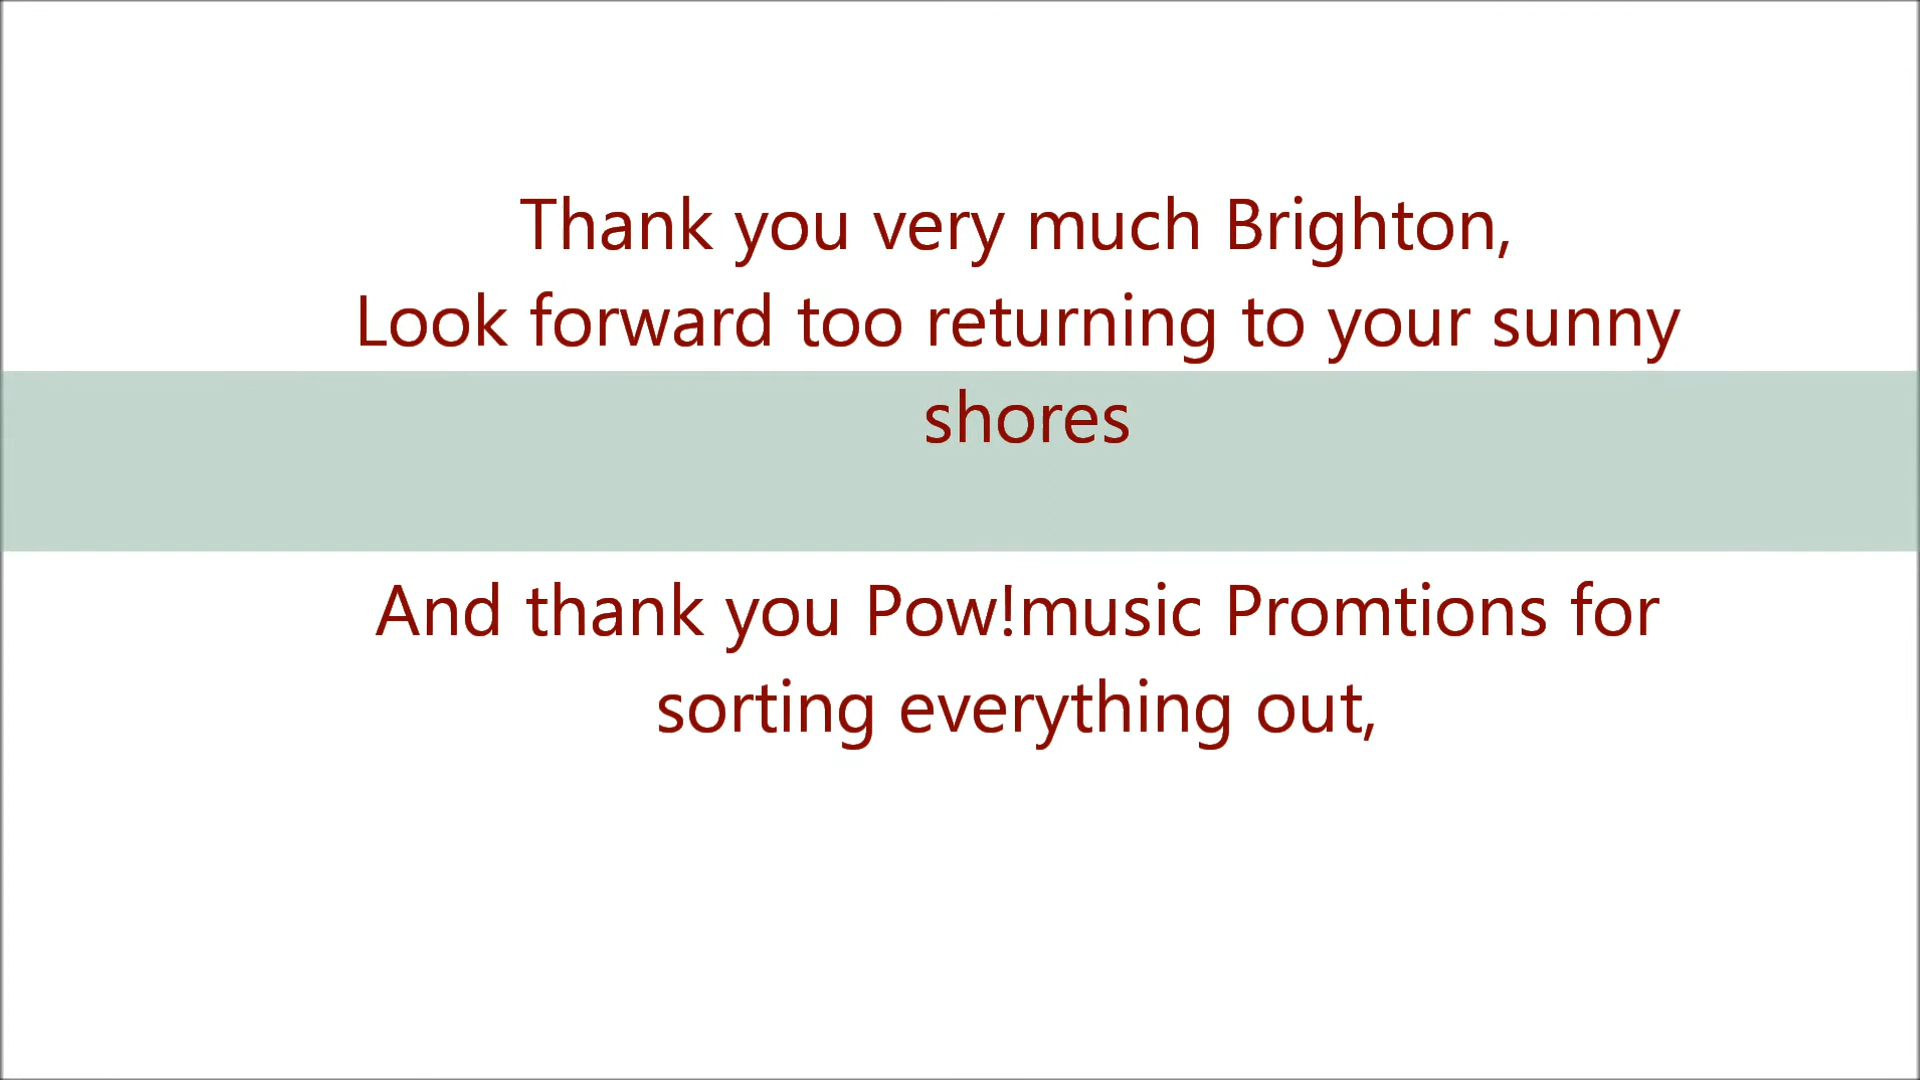 Thank you very much Brighton,
Look forward too returning to your sunny
shores
And thank you Pow!music Promtions for
sorting everything out,